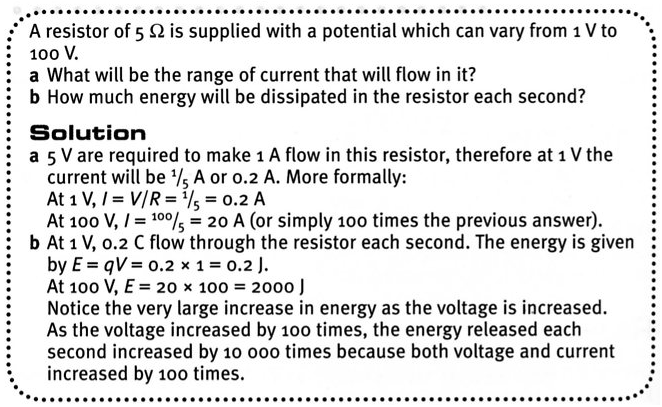 A resistor of 5 Ω is supplied with a potential which can vary from 1 V to
100 V.
a What will be the range of current that will flow in it?
b How much energy will be dissipated in the resistor each second?
Solution
a 5 V are required to make 1 A flow in this resistor, therefore at 1 V the
current will be ¹/₅ A or 0.2 A. More formally:
At 1 V, I = V/R = ¹/₅ = 0.2 A
At 100 V, I = ¹⁰⁰/₅ = 20 A (or simply 100 times the previous answer).
b At 1 V, 0.2 C flow through the resistor each second. The energy is given
by E = qV = 0.2 × 1 = 0.2 J.
At 100 V, E = 20 × 100 = 2000 J
Notice the very large increase in energy as the voltage is increased.
As the voltage increased by 100 times, the energy released each
second increased by 10 000 times because both voltage and current
increased by 100 times.